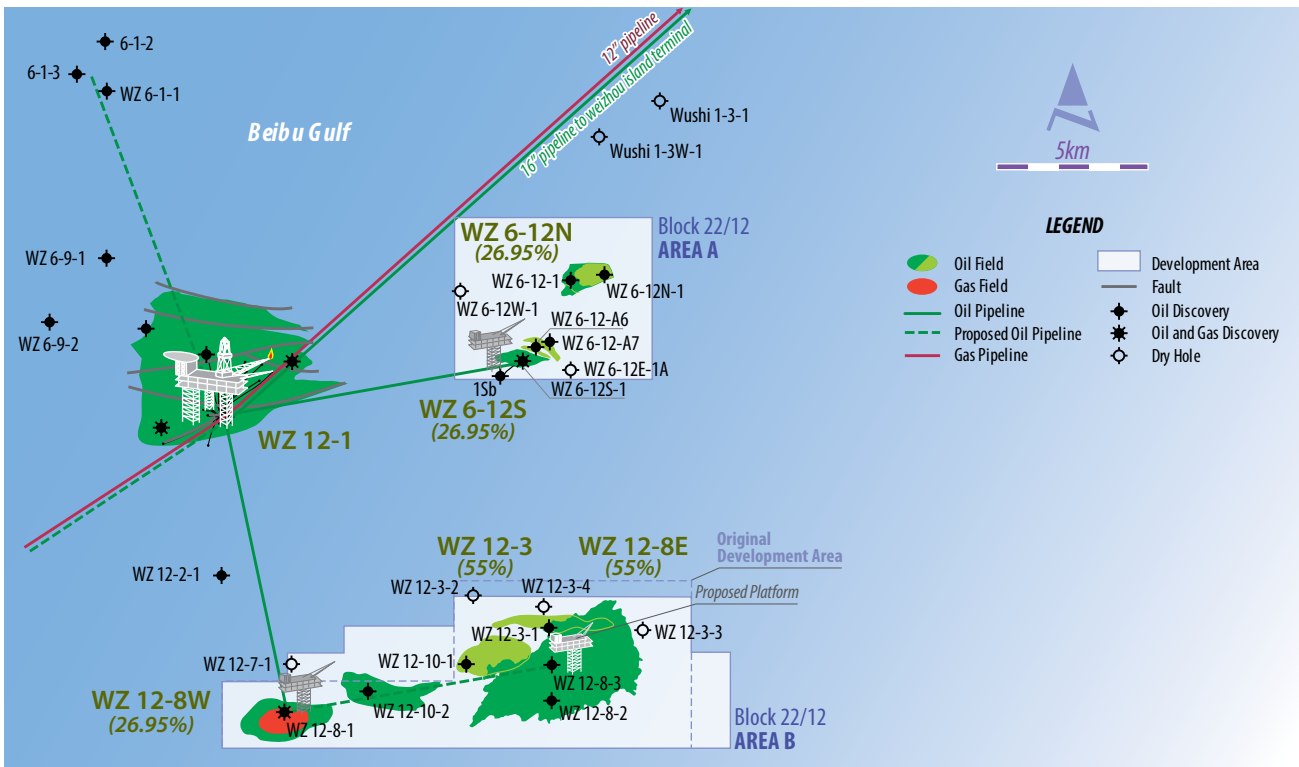 6-1-2
6-1-3
WZ 6-1-1
Beibu Gulf
12” pipeline
16” pipeline to weizhou island terminal
Wushi 1-3-1
Wushi 1-3W-1
5km
LEGEND
Oil Field
Gas Field
Oil Pipeline
Proposed Oil Pipeline
Gas Pipeline
Development Area
Fault
Oil Discovery
Oil and Gas Discovery
Dry Hole
WZ 6-9-1
WZ 6-9-2
WZ 12-1
Block 22/12
AREA A
WZ 6-12N
(26.95%)
WZ 6-12-1
WZ 6-12N-1
WZ 6-12W-1
WZ 6-12-A6
WZ 6-12-A7
WZ 6-12E-1A
1Sb
WZ 6-12S-1
WZ 6-12S
(26.95%)
WZ 12-2-1
WZ 12-3
(55%)
WZ 12-8E
(55%)
Original
Development Area
Proposed Platform
WZ 12-3-2
WZ 12-3-4
WZ 12-3-1
WZ 12-3-3
WZ 12-7-1
WZ 12-10-1
WZ 12-8-3
WZ 12-8W
(26.95%)
WZ 12-10-2
WZ 12-8-2
WZ 12-8-1
Block 22/12
AREA B